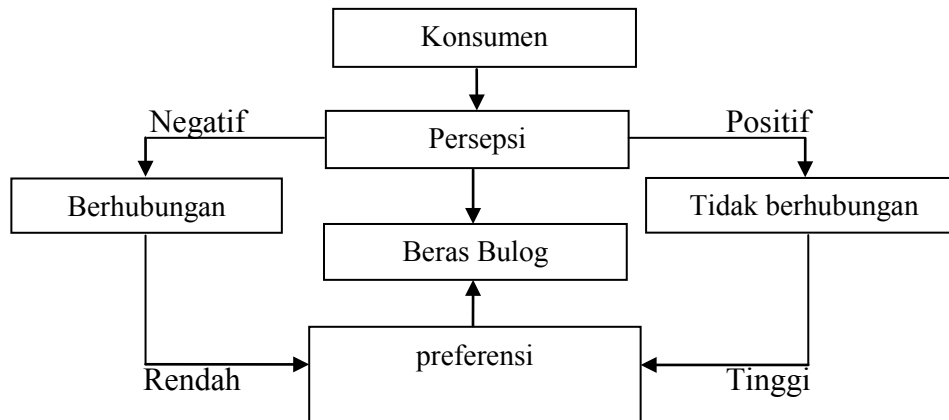 Konsumen
Negatif
Persepsi
Positif
Berhubungan
Tidak berhubungan
Beras Bulog
preferensi
Rendah
Tinggi